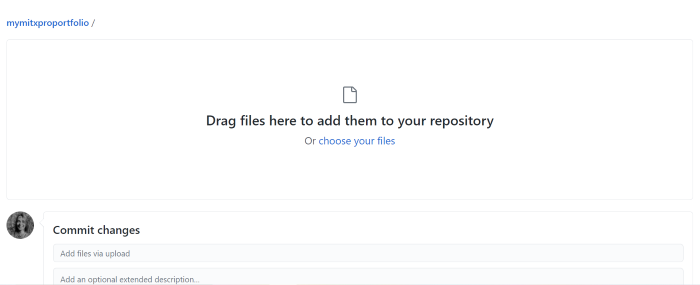 mymitxproportfolio /
Drag files here to add them to your repository
Or choose your files
Commit changes
Add files via upload
Add an optional extended description...